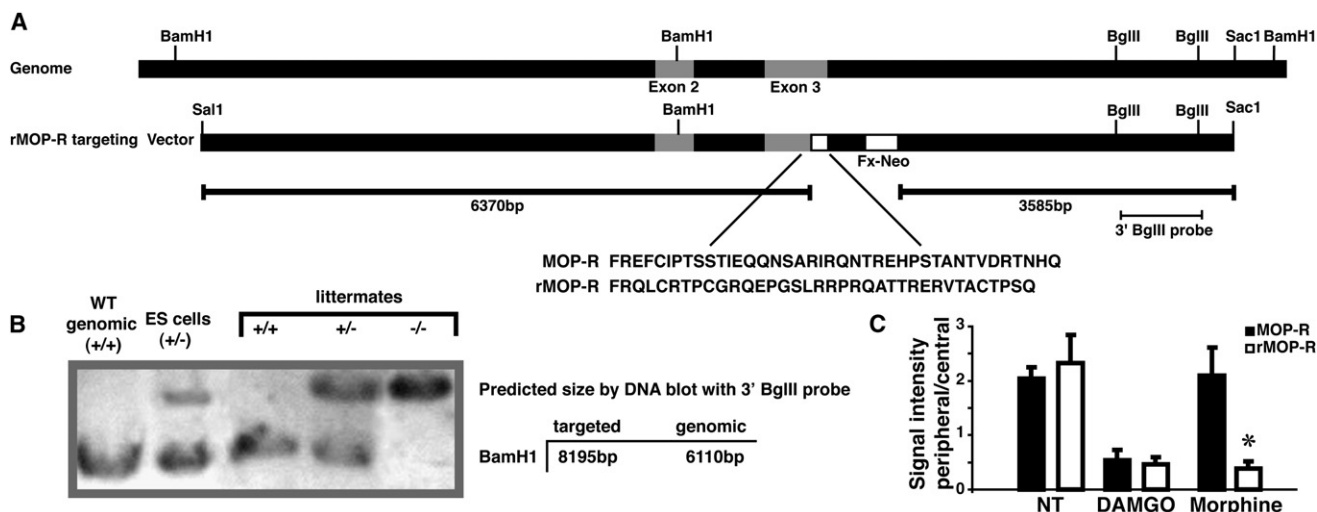 A
BamH1 BamH1 BglII BglII Sac1 BamH1
Genome
Exon 2 Exon 3
Sal1 BamH1 BglII BglII Sac1
rMOP-R targeting Vector
Fx-Neo
6370bp 3585bp
3' BglII probe
MOP-R FREFCIPTSSTIEQQNSARIRQNTREHPSTANTVDRTNHQ
rMOP-R FRQLCRTPCGRQEPGSLRRPRQATTRERVTACTPSQ
B
WT genomic (+/+)
ES cells (+/-)
littermates
+/+ +/- -/-
Predicted size by DNA blot with 3' BglII probe
targeted genomic
BamH1 8195bp 6110bp
C
Signal intensity
peripheral/central
3
2
1
0
MOP-R
rMOP-R
*
NT DAMGO Morphine